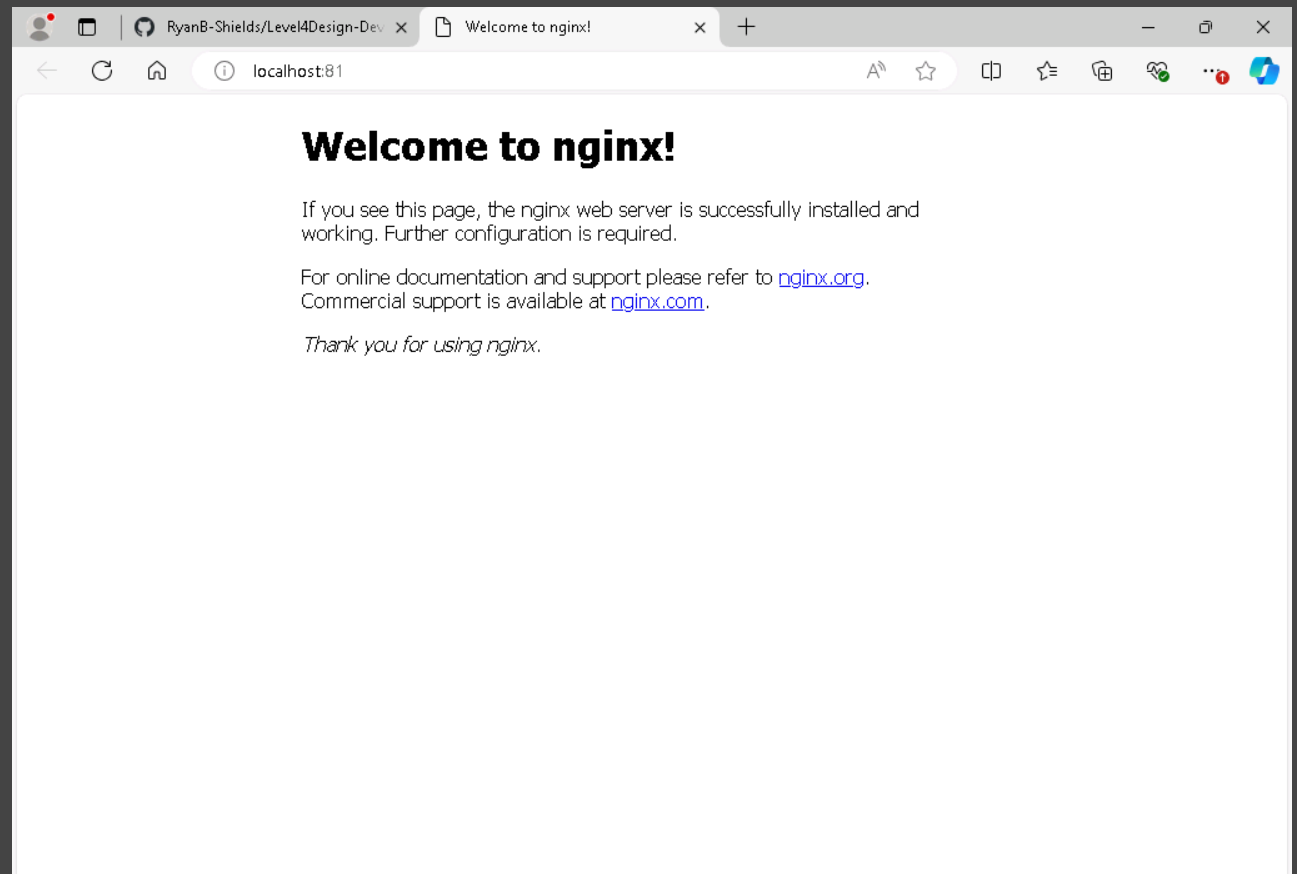 RyanB-Shields/Level4Design-Dev
Welcome to nginx!
localhost:81
Welcome to nginx!
If you see this page, the nginx web server is successfully installed and
working. Further configuration is required.
For online documentation and support please refer to nginx.org.
Commercial support is available at nginx.com.
Thank you for using nginx.